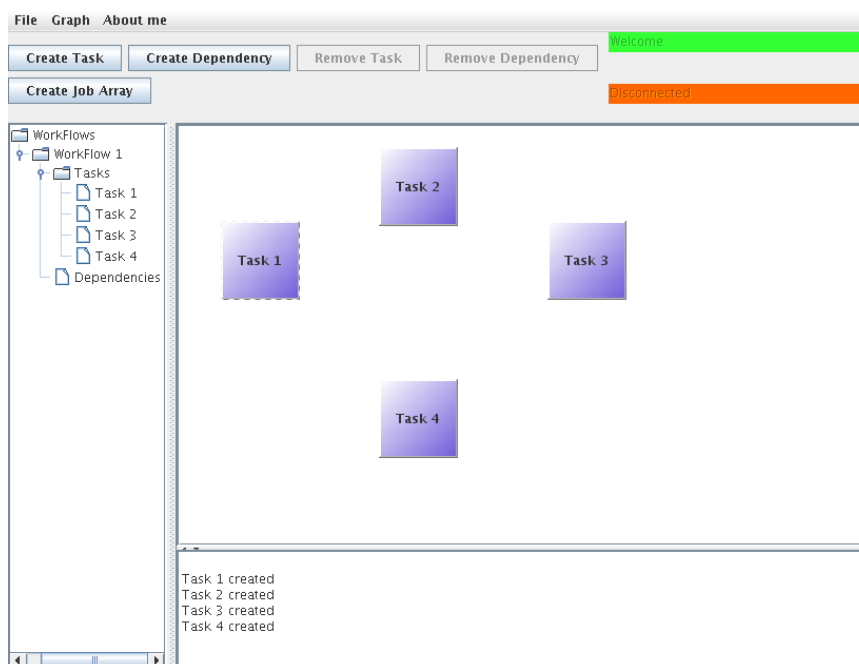 File Graph About me
Create Task Create Dependency Remove Task Remove Dependency
Welcome
Create Job Array
Disconnected
WorkFlows
WorkFlow 1
Tasks
Task 1
Task 2
Task 3
Task 4
Dependencies
Task 2
Task 1
Task 3
Task 4
Task 1 created
Task 2 created
Task 3 created
Task 4 created